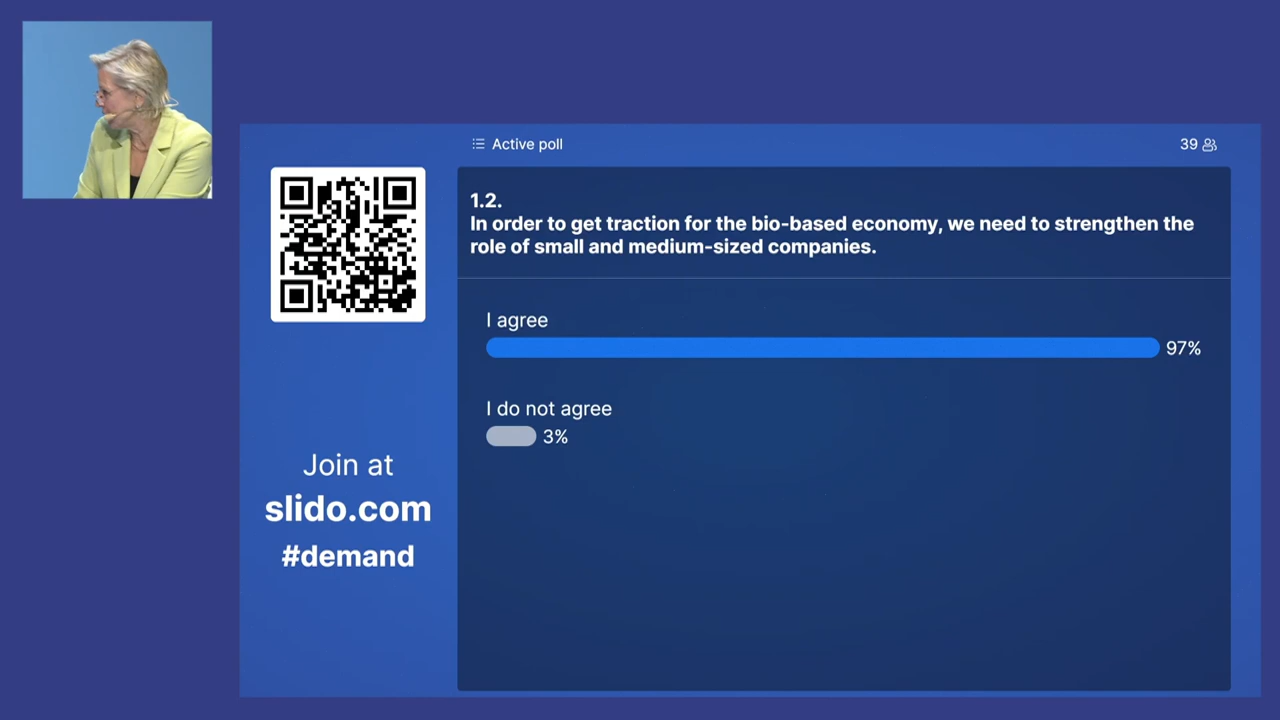 Active poll
39
1.2.
In order to get traction for the bio-based economy, we need to strengthen the
role of small and medium-sized companies.
I agree
97%
I do not agree
3%
Join at
slido.com
#demand